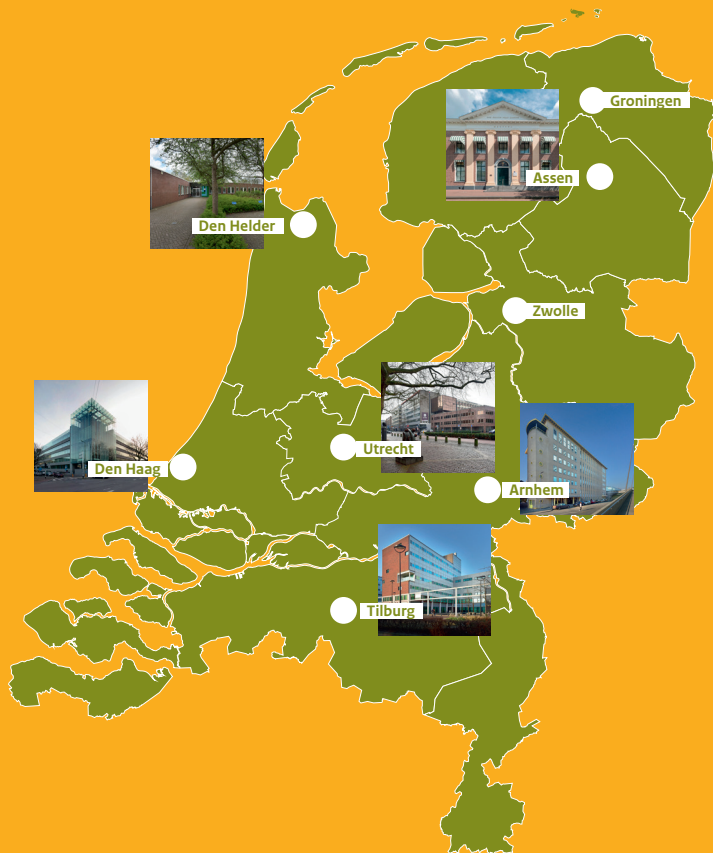 Groningen
Assen
Den Helder
Zwolle
Utrecht
Den Haag
Arnhem
Tilburg